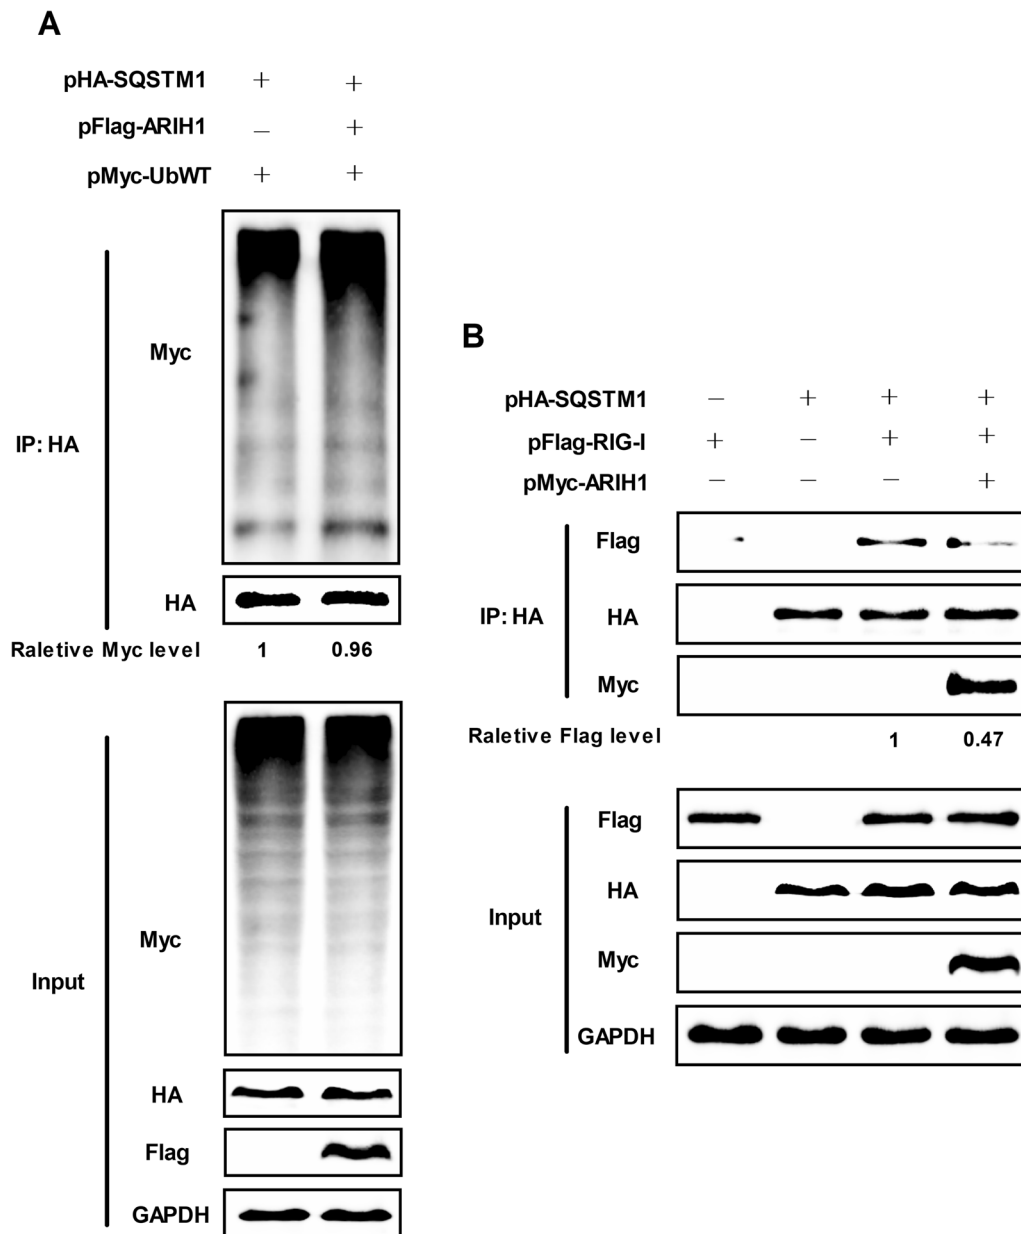 A
pHA-SQSTM1 + +
pFlag-ARIH1 − +
pMyc-UbWT + +
Myc
IP: HA
HA
Raletive Myc level 1 0.96
Myc
Input
HA
Flag
GAPDH
B
pHA-SQSTM1 − + + +
pFlag-RIG-I + − + +
pMyc-ARIH1 − − − +
Flag
IP: HA HA
Myc
Raletive Flag level 1 0.47
Flag
HA
Input
Myc
GAPDH